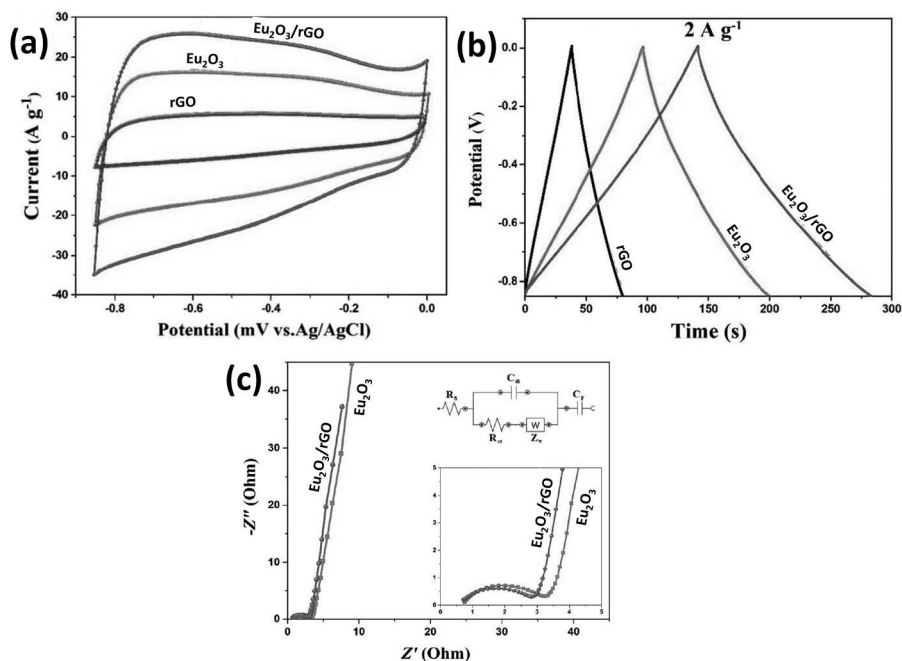 (a)
30
25
20
10
0
-10
-20
-30
-40
Current (A g⁻¹)
Eu₂O₃/rGO
Eu₂O₃
rGO
-0.8
-0.6
-0.4
-0.2
0.0
Potential (mV vs.Ag/AgCl)
(b)
2 A g⁻¹
0.0
-0.2
-0.4
-0.6
-0.8
Potential (V)
rGO
Eu₂O₃
Eu₂O₃/rGO
0
50
100
150
200
250
300
Time (s)
(c)
40
30
20
10
0
-Z″ (Ohm)
Eu₂O₃/rGO
Eu₂O₃
Cdl
Rs
CF
Rct
W
Zw
5
4
3
2
1
0
Eu₂O₃/rGO
Eu₂O₃
0
1
2
3
4
5
0
10
20
30
40
Z′ (Ohm)